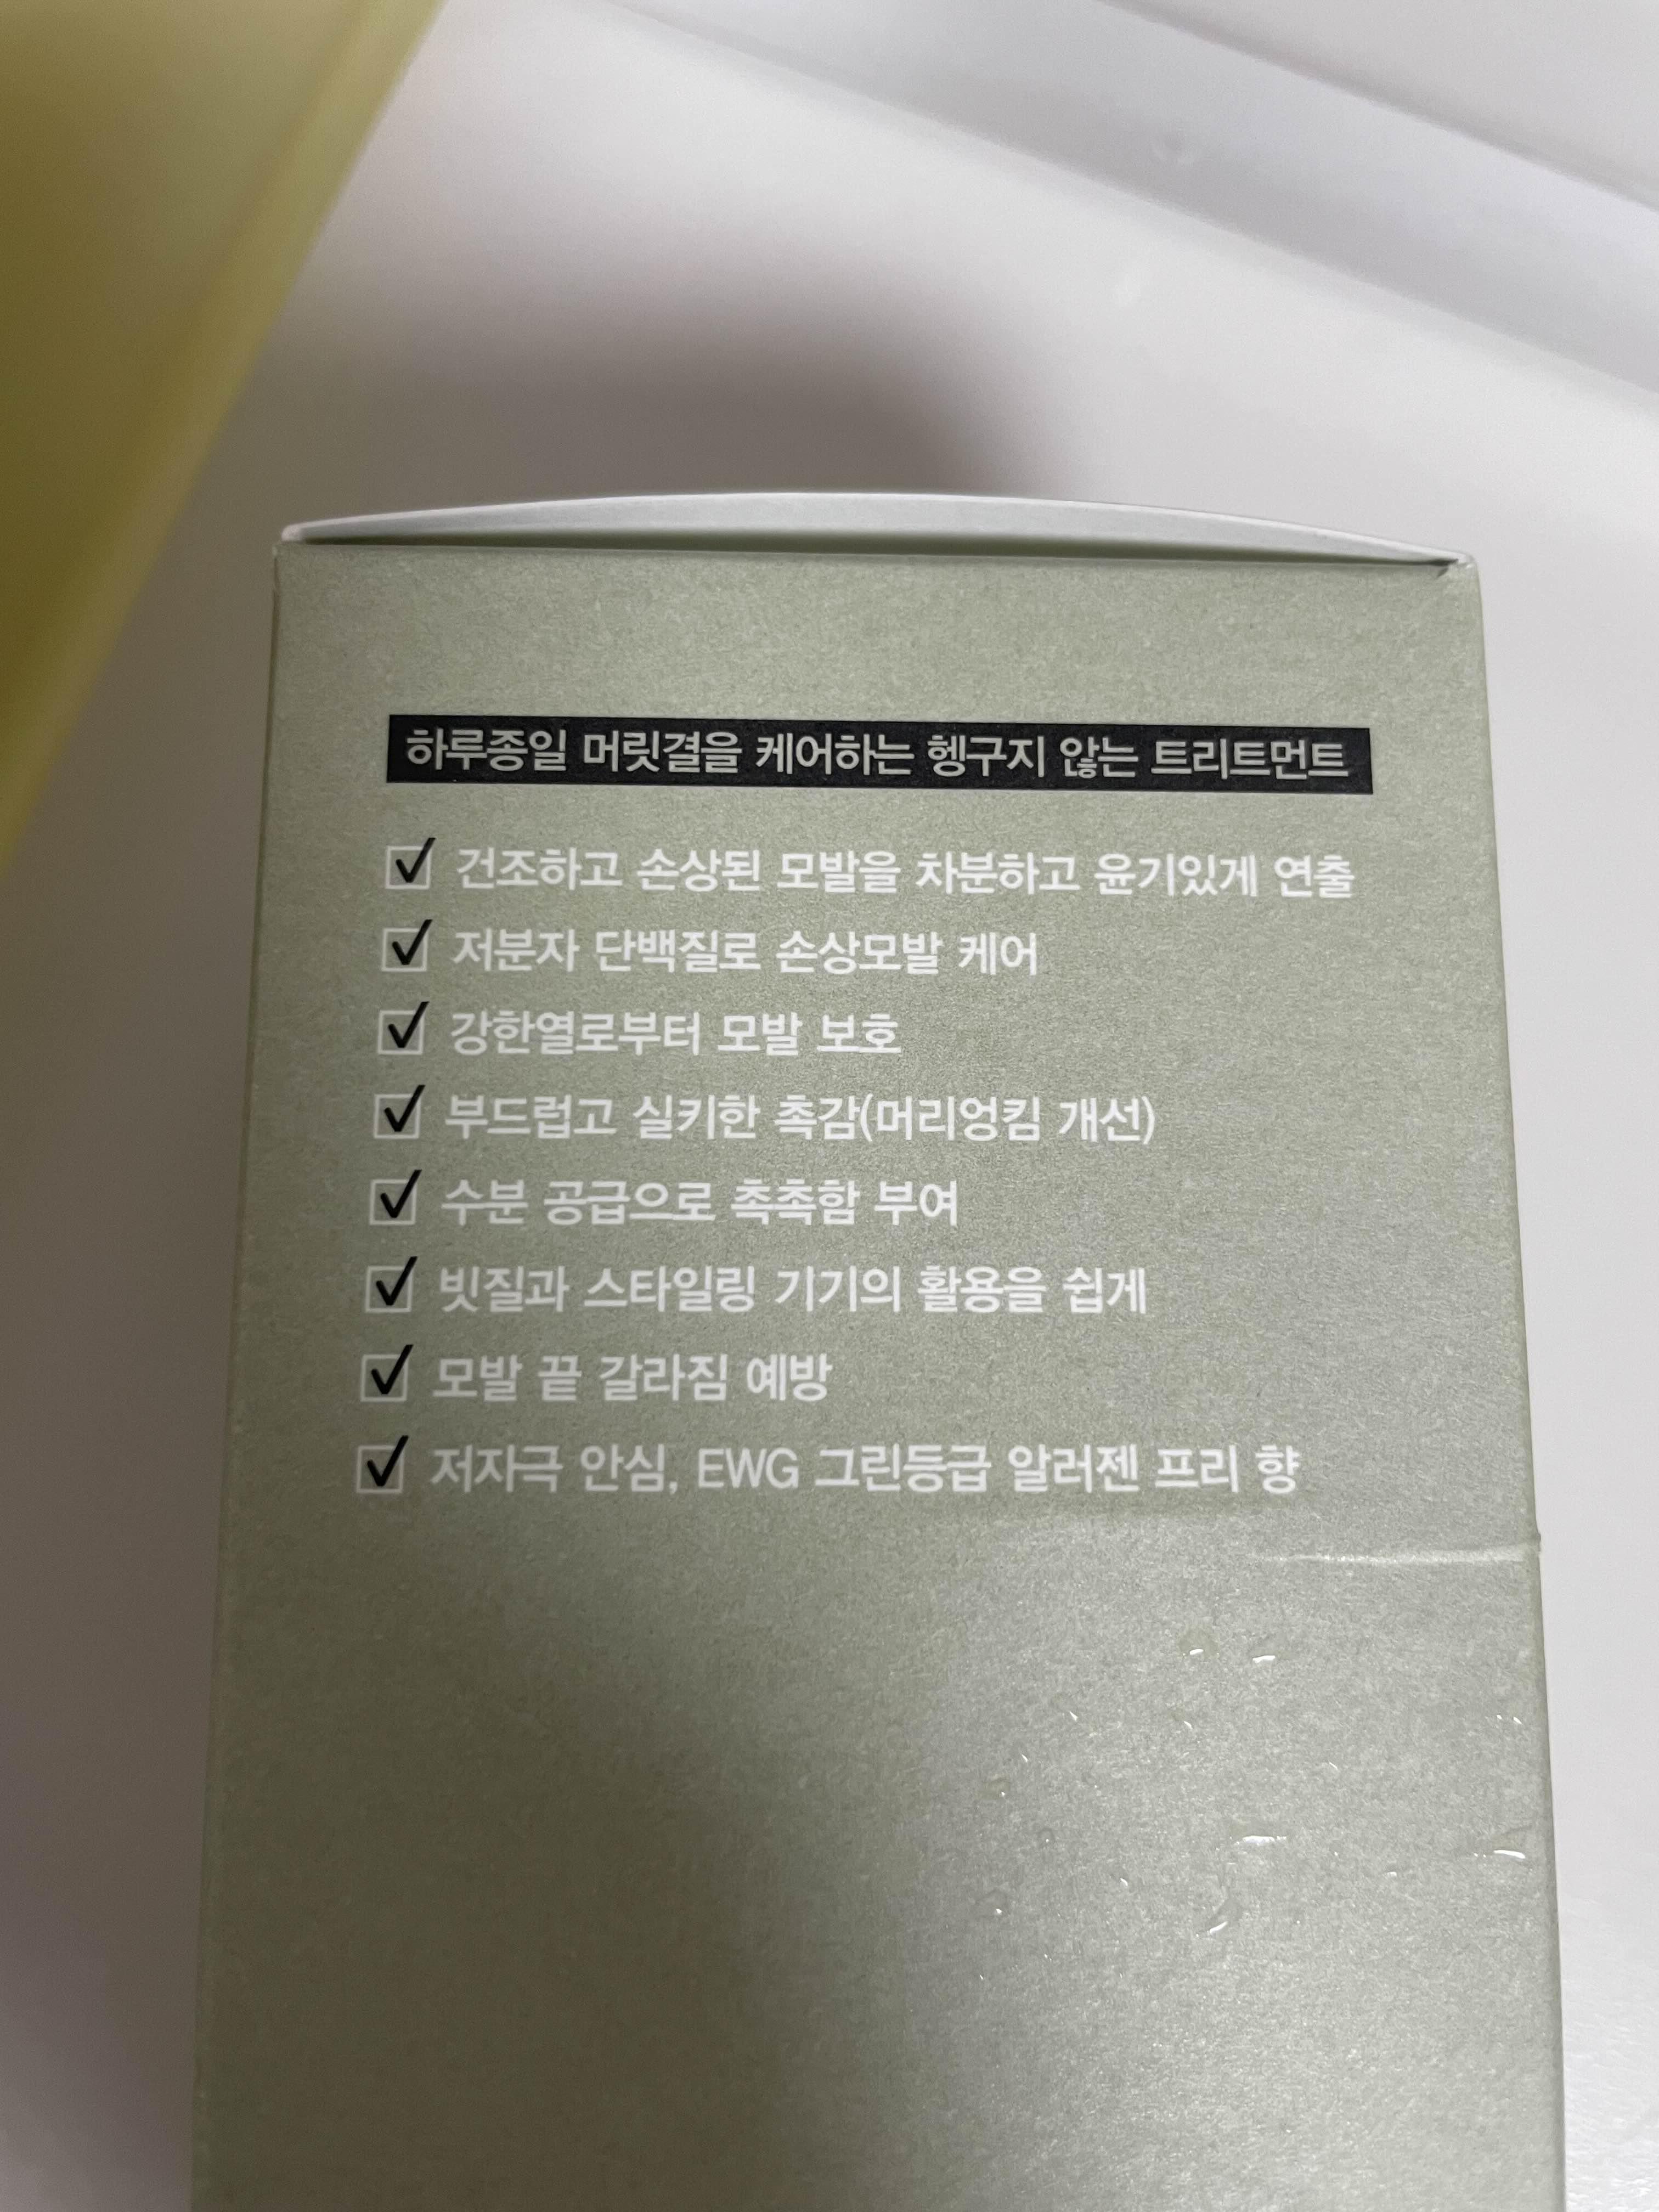 하루종일 머릿결을 케어하는 헹구지 않는 트리트먼트
건조하고 손상된 모발을 차분하고 윤기있게 연출
저분자 단백질로 손상모발 케어
강한열로부터 모발 보호
부드럽고 실키한 촉감(머리엉킴 개선)
수분 공급으로 촉촉함 부여
빗질과 스타일링 기기의 활용을 쉽게
모발 끝 갈라짐 예방
저자극 안심, EWG 그린등급 알러젠 프리 향